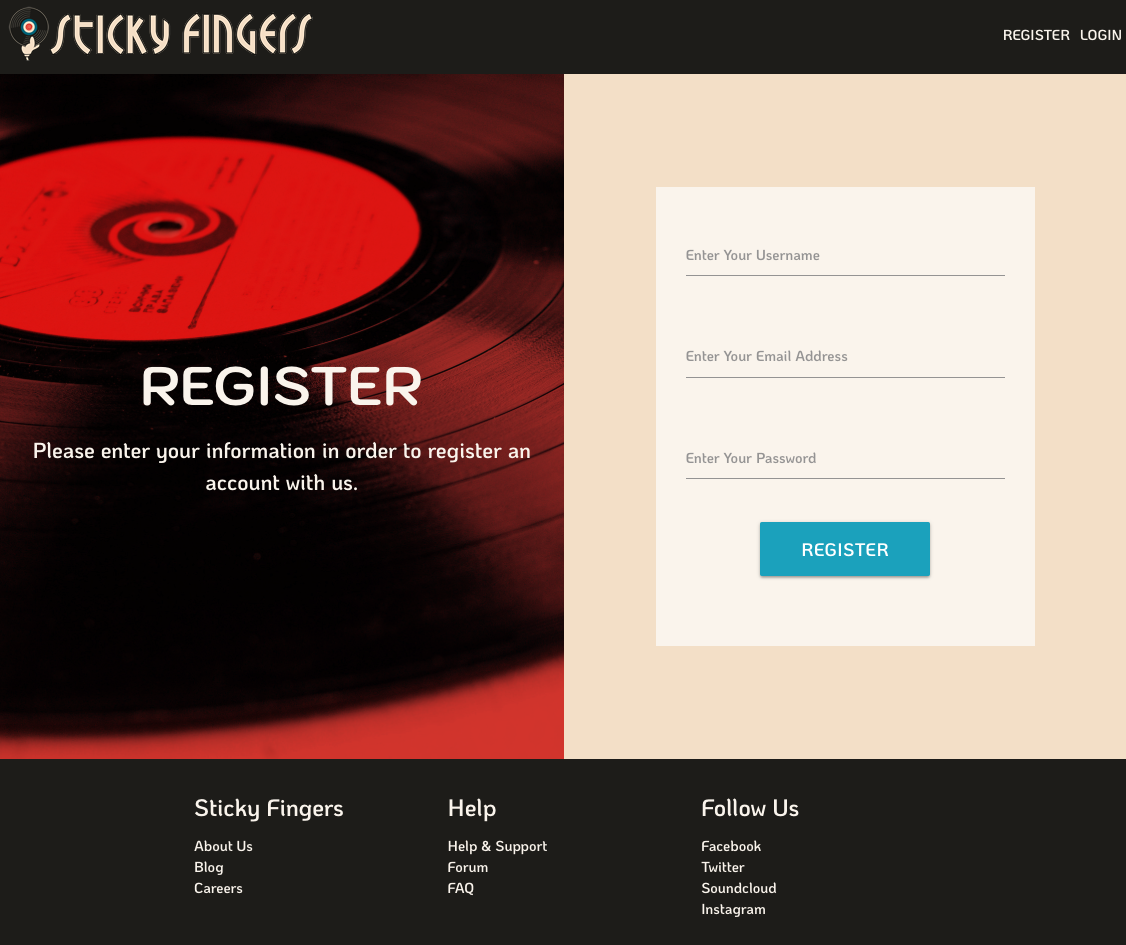 STICKY FINGERS
REGISTER LOGIN
REGISTER
Please enter your information in order to register an
account with us.
Enter Your Username
Enter Your Email Address
Enter Your Password
REGISTER
Sticky Fingers
About Us
Blog
Careers
Help
Help & Support
Forum
FAQ
Follow Us
Facebook
Twitter
Soundcloud
Instagram